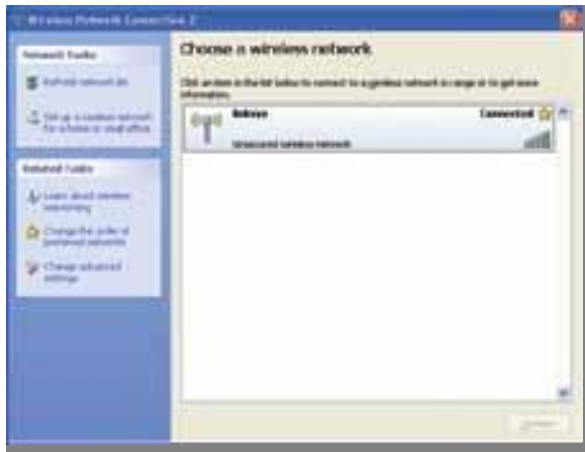 Wireless Network Connection 2
Network Tasks
Refresh network list
Set up a wireless network
for a home or small office
Related Tasks
Learn about wireless
networking
Change the order of
preferred networks
Change advanced
settings
Choose a wireless network
Click an item in the list below to connect to a wireless network in range or to get more
information.
Connected
Unsecured wireless network